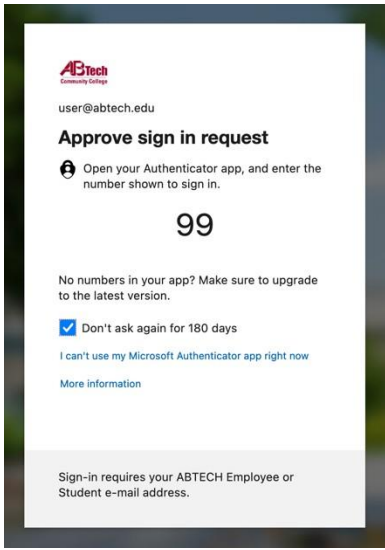 ABTech
Community College
user@abtech.edu
Approve sign in request
Open your Authenticator app, and enter the
number shown to sign in.
99
No numbers in your app? Make sure to upgrade
to the latest version.
Don't ask again for 180 days
I can't use my Microsoft Authenticator app right now
More information
Sign-in requires your ABTECH Employee or
Student e-mail address.